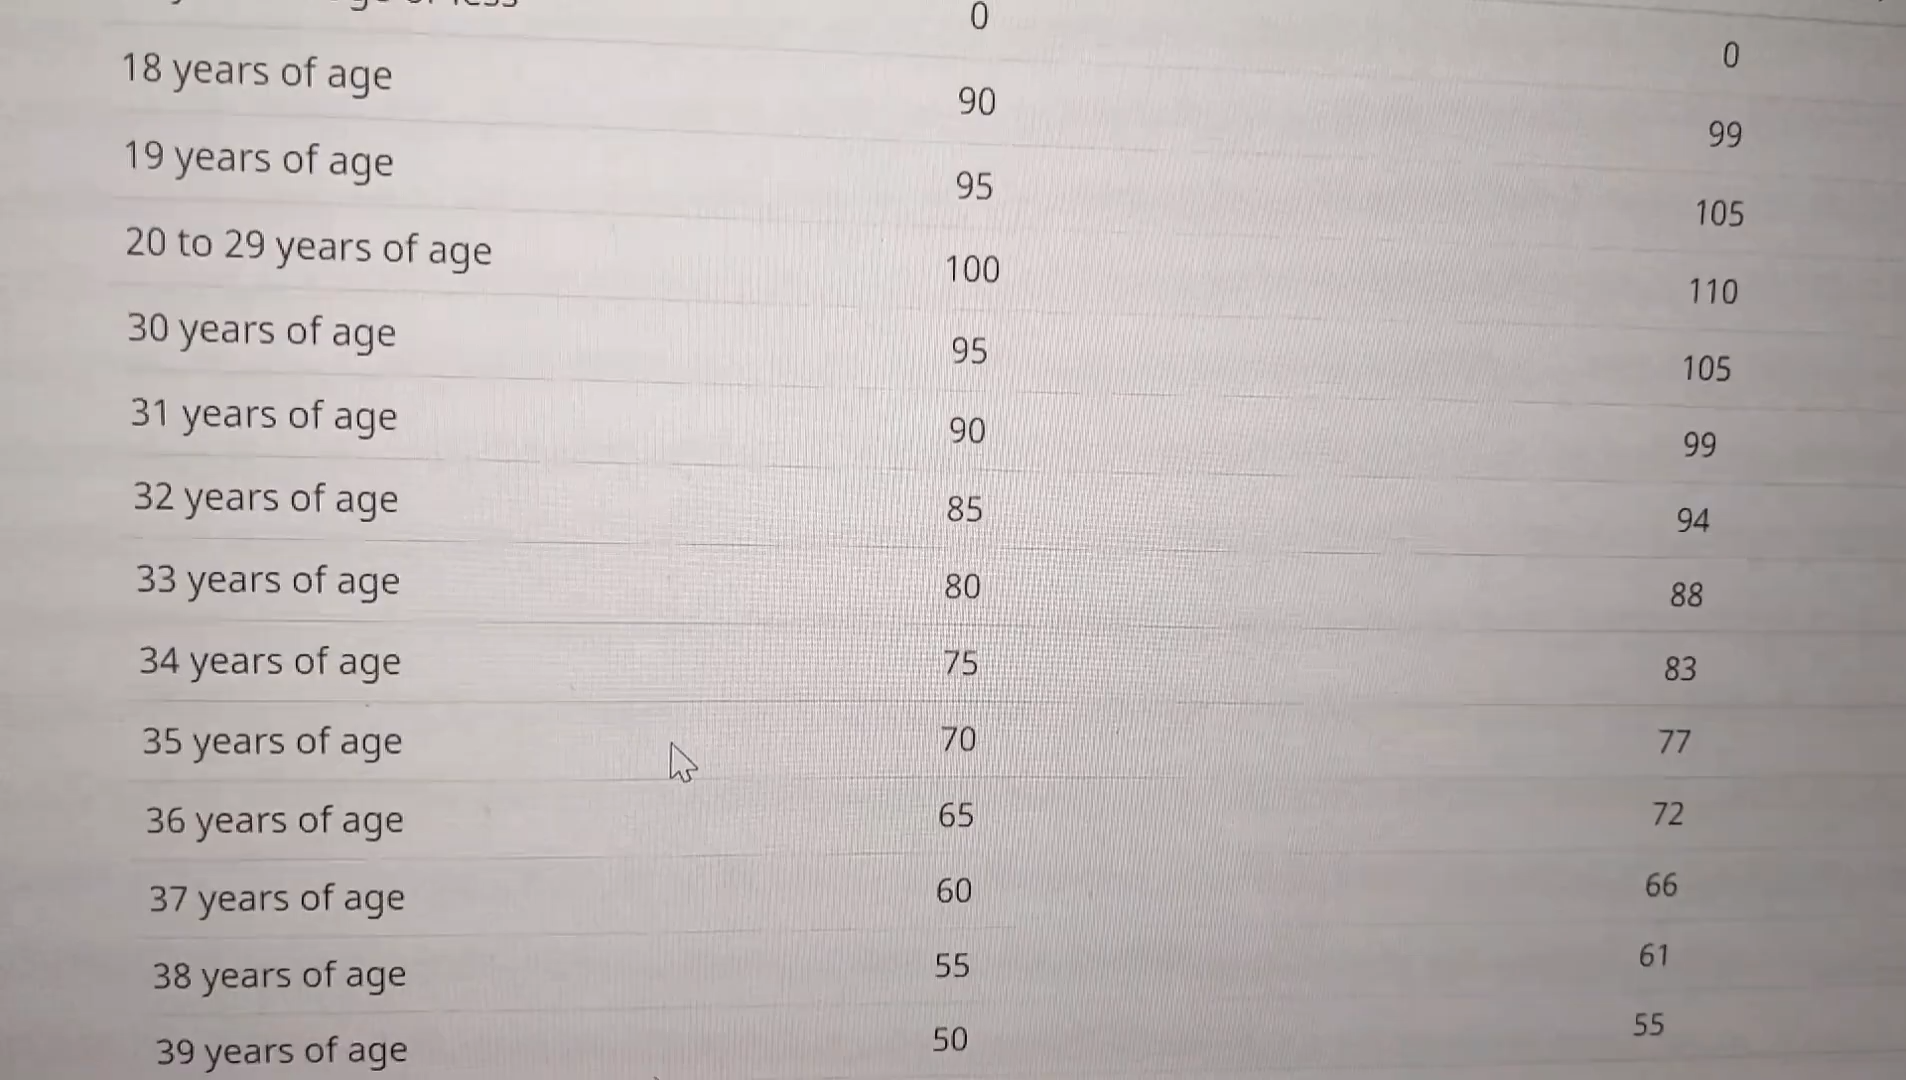 0 0
18 years of age 90 99
19 years of age 95 105
20 to 29 years of age 100 110
30 years of age 95 105
31 years of age 90 99
32 years of age 85 94
33 years of age 80 88
34 years of age 75 83
35 years of age 70 77
36 years of age 65 72
37 years of age 60 66
38 years of age 55 61
39 years of age 50 55